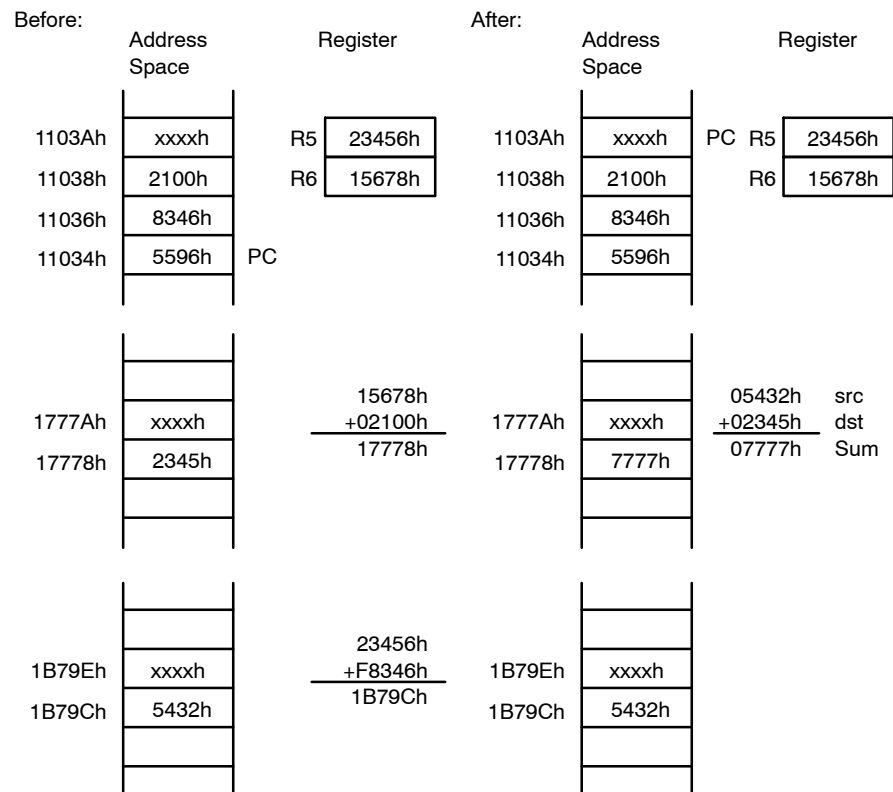 Before:
Address Space
Register
1103Ah xxxxh R5 23456h
11038h 2100h R6 15678h
11036h 8346h
11034h 5596h PC
1777Ah xxxxh
17778h 2345h
15678h
+02100h
17778h
1B79Eh xxxxh
1B79Ch 5432h
23456h
+F8346h
1B79Ch
After:
Address Space
Register
1103Ah xxxxh PC R5 23456h
11038h 2100h R6 15678h
11036h 8346h
11034h 5596h
1777Ah xxxxh
17778h 7777h
05432h src
+02345h dst
07777h Sum
1B79Eh xxxxh
1B79Ch 5432h